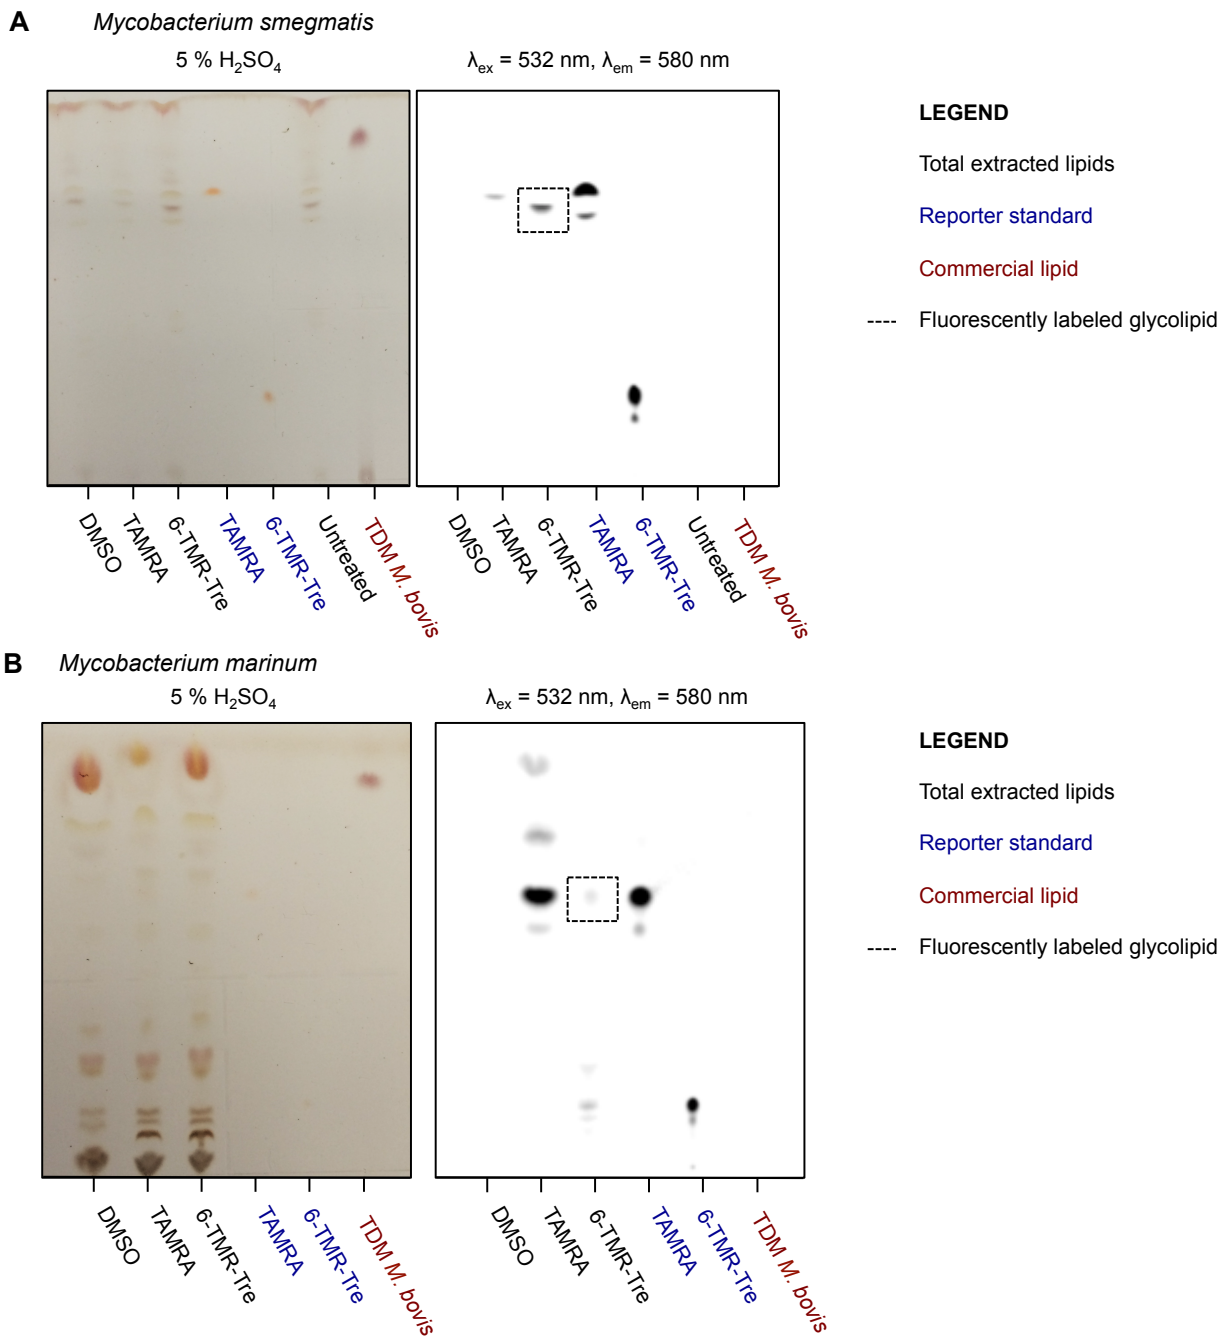 A
Mycobacterium smegmatis
5 % H₂SO₄
λex = 532 nm, λem = 580 nm
LEGEND
Total extracted lipids
Reporter standard
Commercial lipid
---- Fluorescently labeled glycolipid
DMSO
TAMRA
6-TMR-Tre
TAMRA
6-TMR-Tre
Untreated
TDM M. bovis
DMSO
TAMRA
6-TMR-Tre
TAMRA
6-TMR-Tre
Untreated
TDM M. bovis
B
Mycobacterium marinum
5 % H₂SO₄
λex = 532 nm, λem = 580 nm
LEGEND
Total extracted lipids
Reporter standard
Commercial lipid
---- Fluorescently labeled glycolipid
DMSO
TAMRA
6-TMR-Tre
TAMRA
6-TMR-Tre
TDM M. bovis
DMSO
TAMRA
6-TMR-Tre
TAMRA
6-TMR-Tre
TDM M. bovis